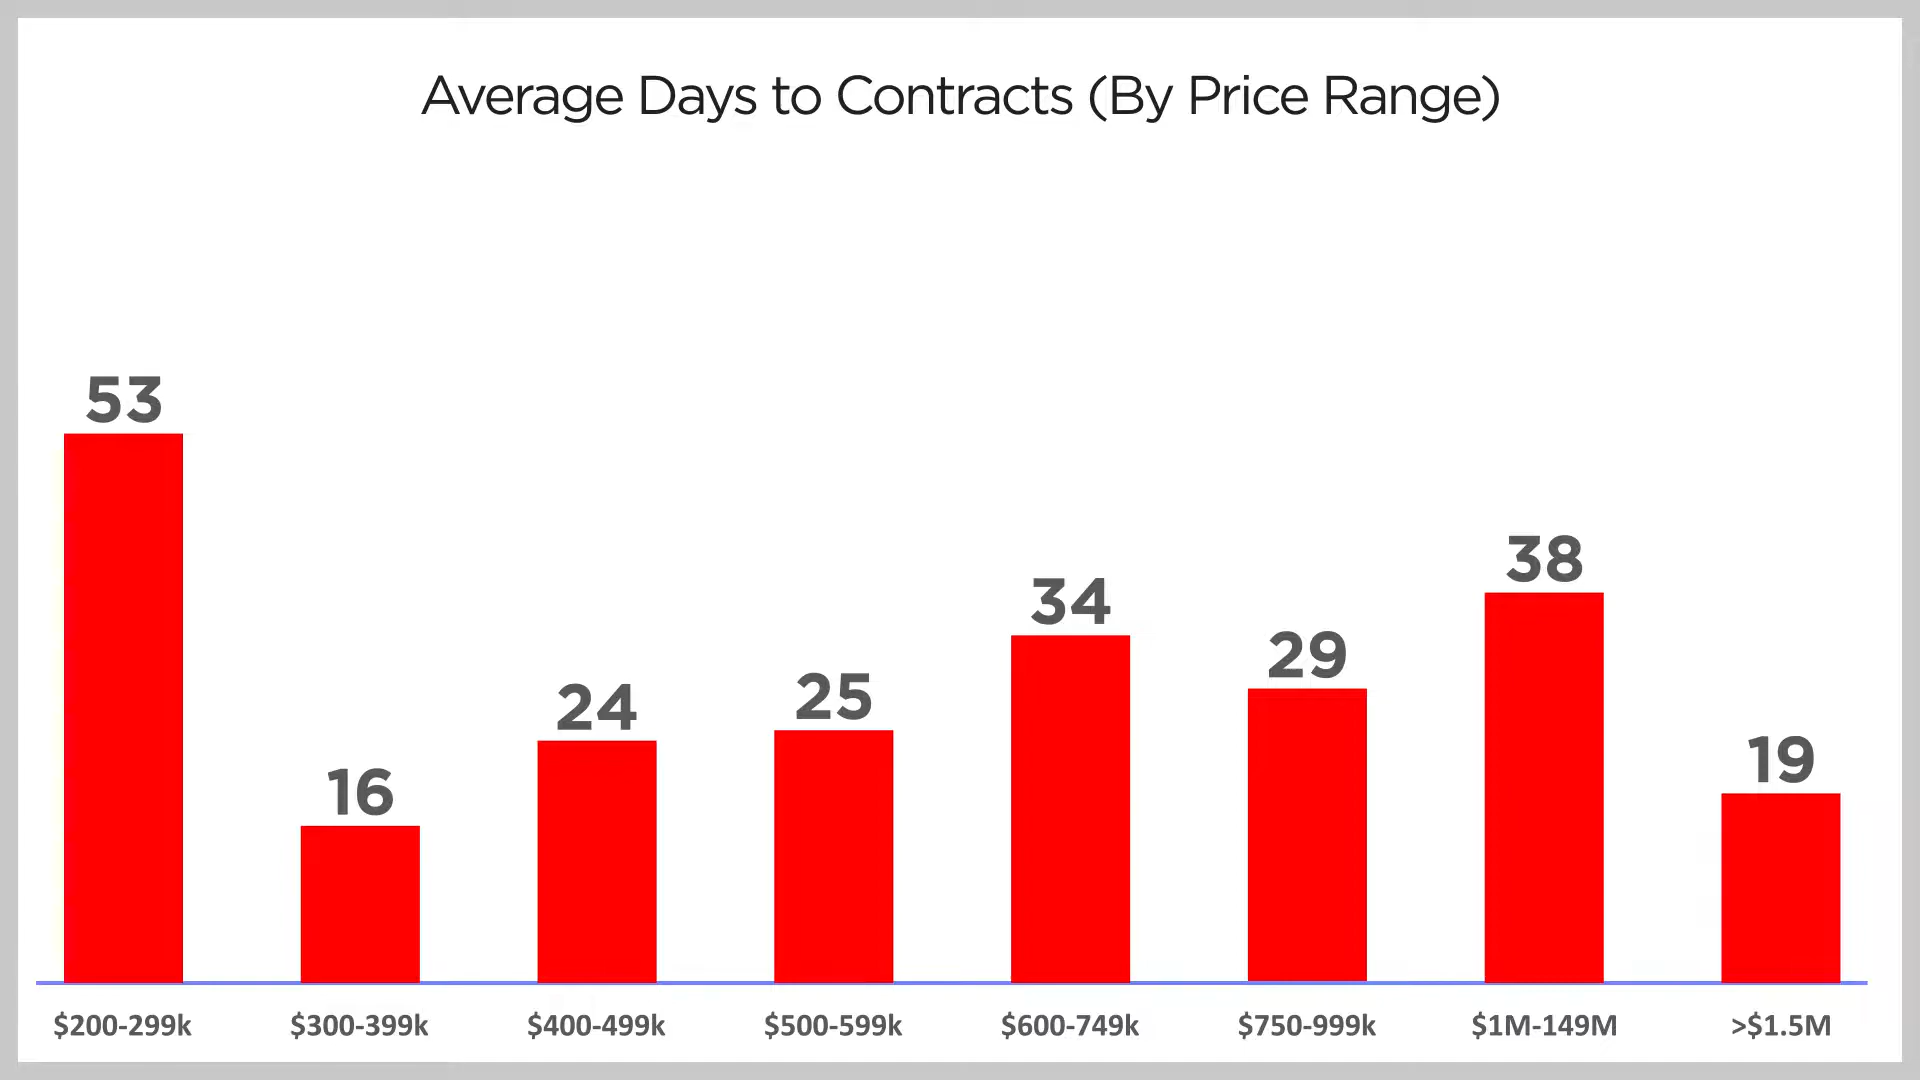 Average Days to Contracts (By Price Range)
53
16
24
25
34
29
38
19
$200-299k
$300-399k
$400-499k
$500-599k
$600-749k
$750-999k
$1M-149M
>$1.5M